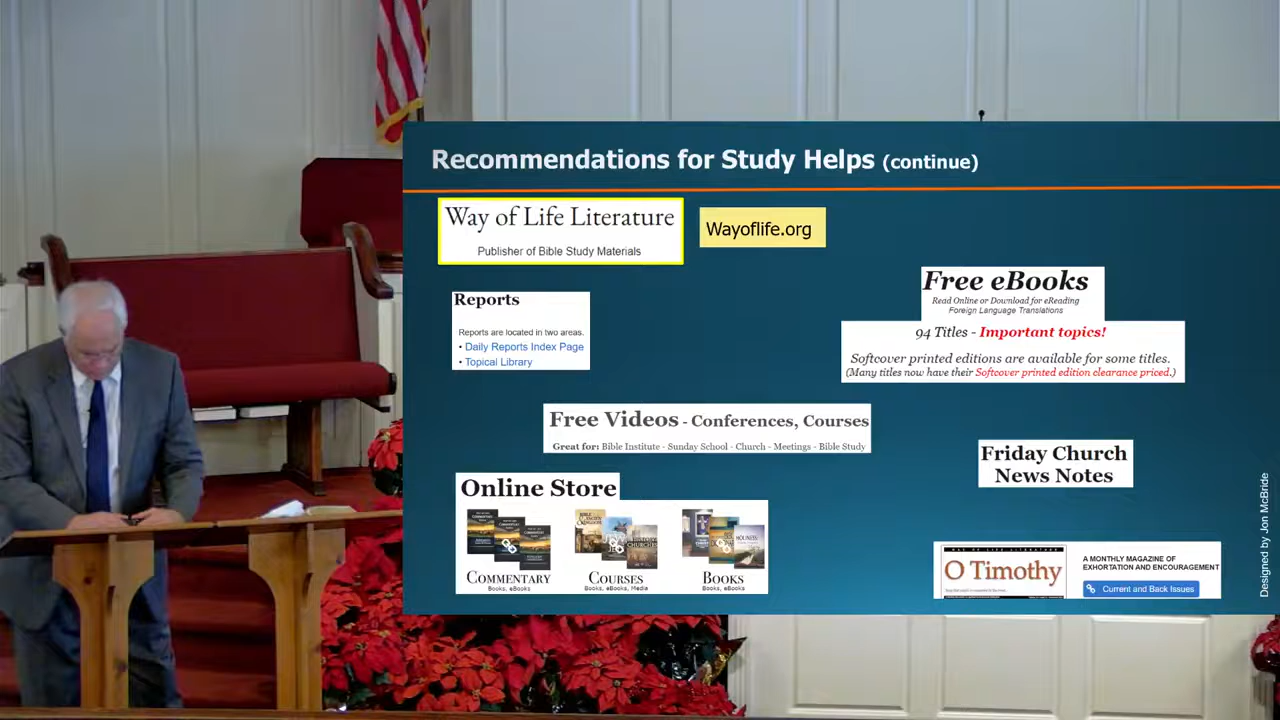 Recommendations for Study Helps (continue)
Way of Life Literature
Publisher of Bible Study Materials
Wayoflife.org
Reports
Reports are located in two areas.
• Daily Reports Index Page
• Topical Library
Free eBooks
Read Online or Download for eReading
Foreign Language Translations
94 Titles - Important topics!
Softcover printed editions are available for some titles.
(Many titles now have their Softcover printed edition clearance priced.)
Free Videos - Conferences, Courses
Great for: Bible Institute - Sunday School - Church - Meetings - Bible Study
Friday Church
News Notes
Online Store
COMMENTARY
Books, eBooks
COURSES
Books, eBooks, Media
BOOKS
Books, eBooks
WAY OF LIFE LITERATURE
O Timothy
A MONTHLY MAGAZINE OF
EXHORTATION AND ENCOURAGEMENT
Current and Back Issues
Designed by Jon McBride